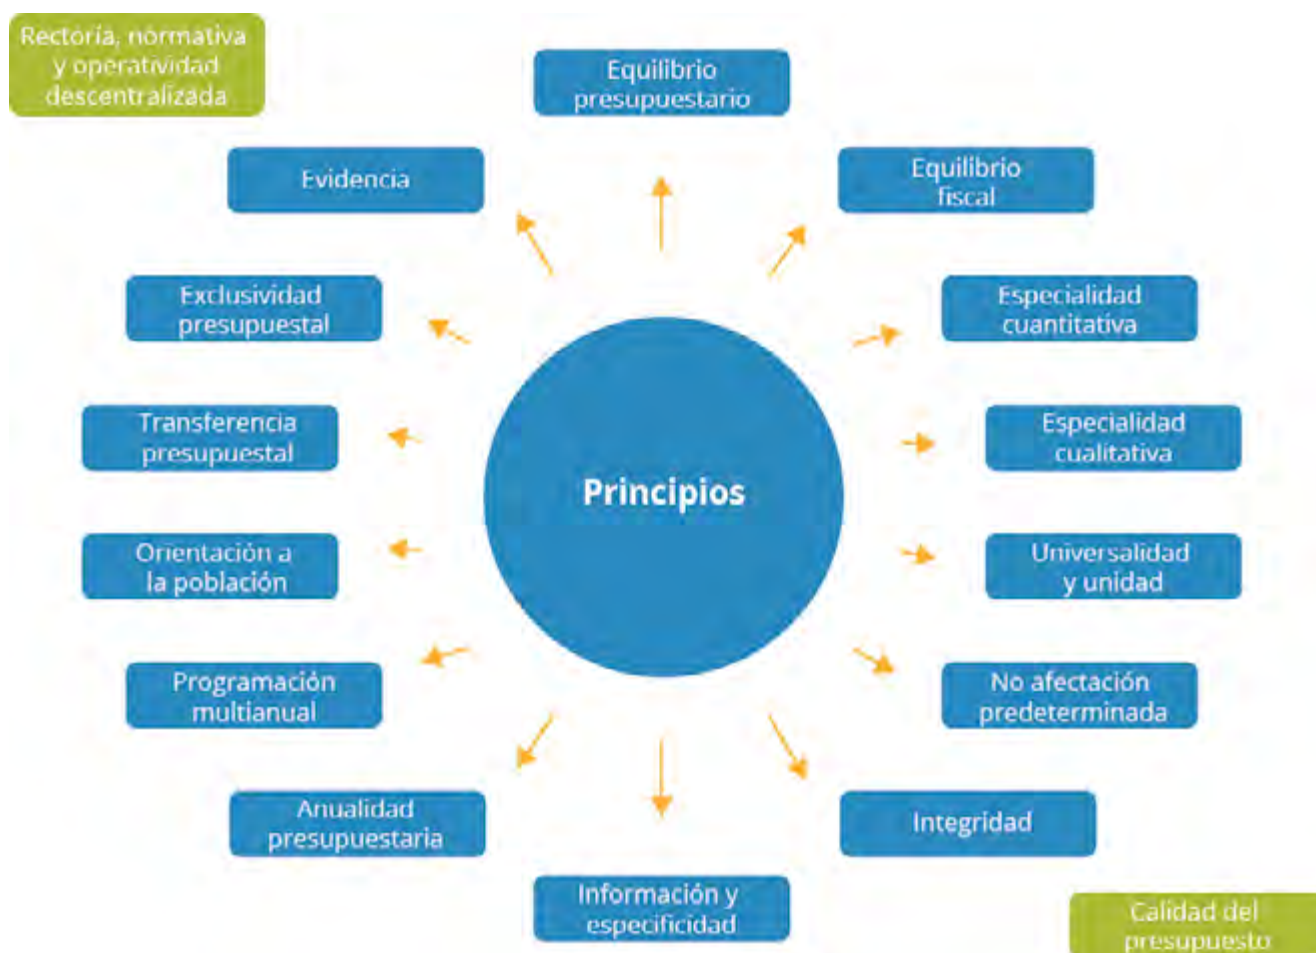 Rectoría, normativa
y operatividad
descentralizada
Equilibrio
presupuestario
Evidencia
Equilibrio
fiscal
Exclusividad
presupuestal
Especialidad
cuantitativa
Transferencia
presupuestal
Especialidad
cualitativa
Principios
Orientación a
la población
Universalidad
y unidad
Programación
multianual
No afectación
predeterminada
Anualidad
presupuestaria
Integridad
Información y
especificidad
Calidad del
presupuesto